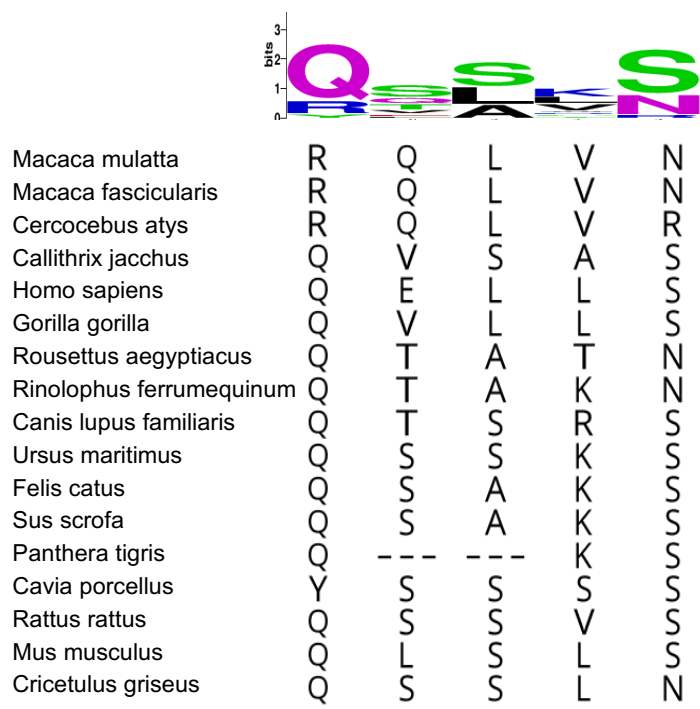 3
2
1
0
bits
Q S S K S
R Q L V N
Y T A
V
Macaca mulatta R Q L V N
Macaca fascicularis R Q L V N
Cercocebus atys R Q L V R
Callithrix jacchus Q V S A S
Homo sapiens Q E L L S
Gorilla gorilla Q V L L S
Rousettus aegyptiacus Q T A T N
Rinolophus ferrumequinum Q T A K N
Canis lupus familiaris Q T S R S
Ursus maritimus Q S S K S
Felis catus Q S A K S
Sus scrofa Q S A K S
Panthera tigris Q --- --- K S
Cavia porcellus Y S S S S
Rattus rattus Q S S V S
Mus musculus Q L S L S
Cricetulus griseus Q S S L N